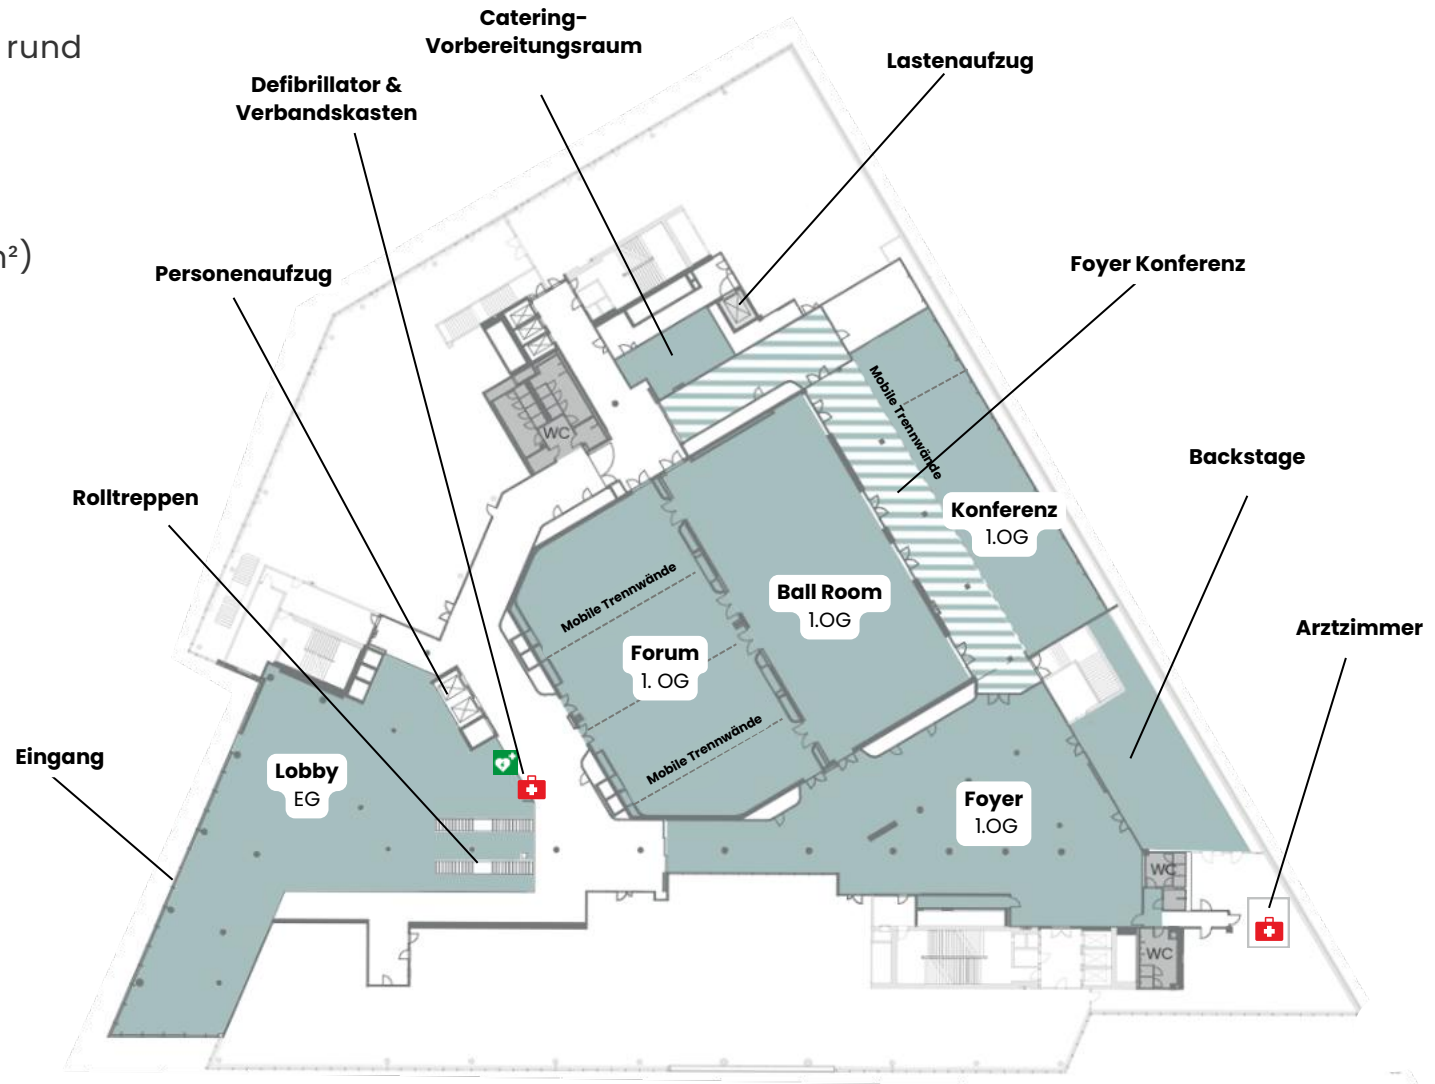 rund
Catering-
Vorbereitungsraum
Lastenaufzug
Defibrillator &
Verbandskasten
m²)
Personenaufzug
Foyer Konferenz
Mobile Trennwände
WC
Backstage
Rolltreppen
Konferenz
1.OG
Mobile Trennwände
Ball Room
1.OG
Forum
1. OG
Arztzimmer
Mobile Trennwände
Eingang
Lobby
EG
Foyer
1.OG
WC
WC